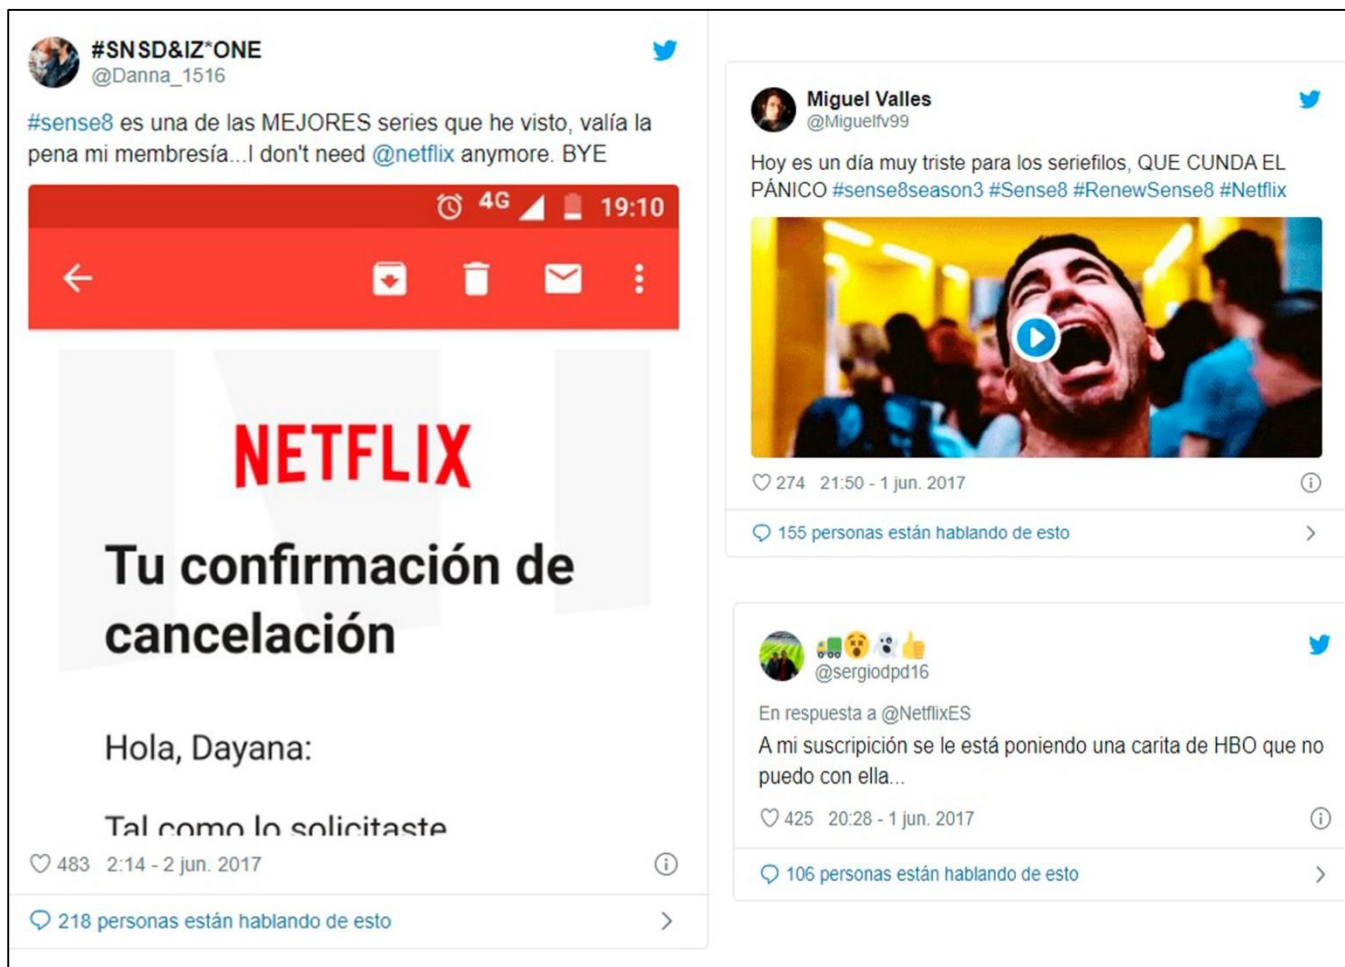 #SNSD&IZ*ONE
@Danna_1516
#sense8 es una de las MEJORES series que he visto, valía la
pena mi membresía...I don't need @netflix anymore. BYE
4G 19:10
NETFLIX
Tu confirmación de
cancelación
Hola, Dayana:
Tal como lo solicitaste
483 2:14 - 2 jun. 2017
218 personas están hablando de esto
Miguel Valles
@Miguelfv99
Hoy es un día muy triste para los seriefilos, QUE CUNDA EL
PÁNICO #sense8season3 #Sense8 #RenewSense8 #Netflix
274 21:50 - 1 jun. 2017
155 personas están hablando de esto
@sergiodpd16
En respuesta a @NetflixES
A mi suscripición se le está poniendo una carita de HBO que no
puedo con ella...
425 20:28 - 1 jun. 2017
106 personas están hablando de esto